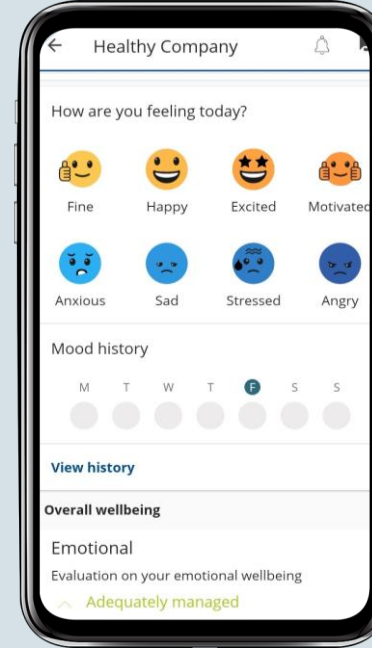 Healthy Company
How are you feeling today?
Fine Happy Excited Motivated
Anxious Sad Stressed Angry
Mood history
M T W T F S S
View history
Overall wellbeing
Emotional
Evaluation on your emotional wellbeing
Adequately managed